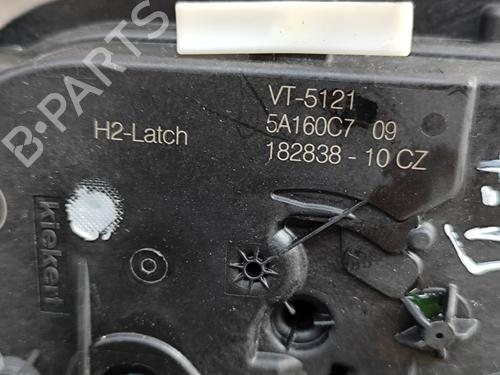 VT-5121
H2-Latch
5A160C7 09
182838 - 10 CZ
Kiekert
B-Parts